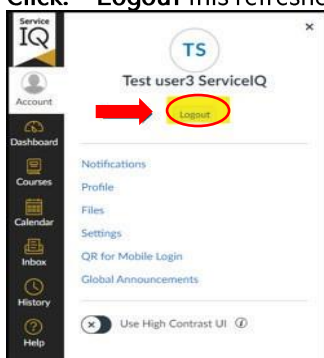 Click: Logout this refreshe
Service
IQ
Account
Dashboard
Courses
Calendar
Inbox
History
Help
×
TS
Test user3 ServiceIQ
Logout
Notifications
Profile
Files
Settings
QR for Mobile Login
Global Announcements
Use High Contrast UI